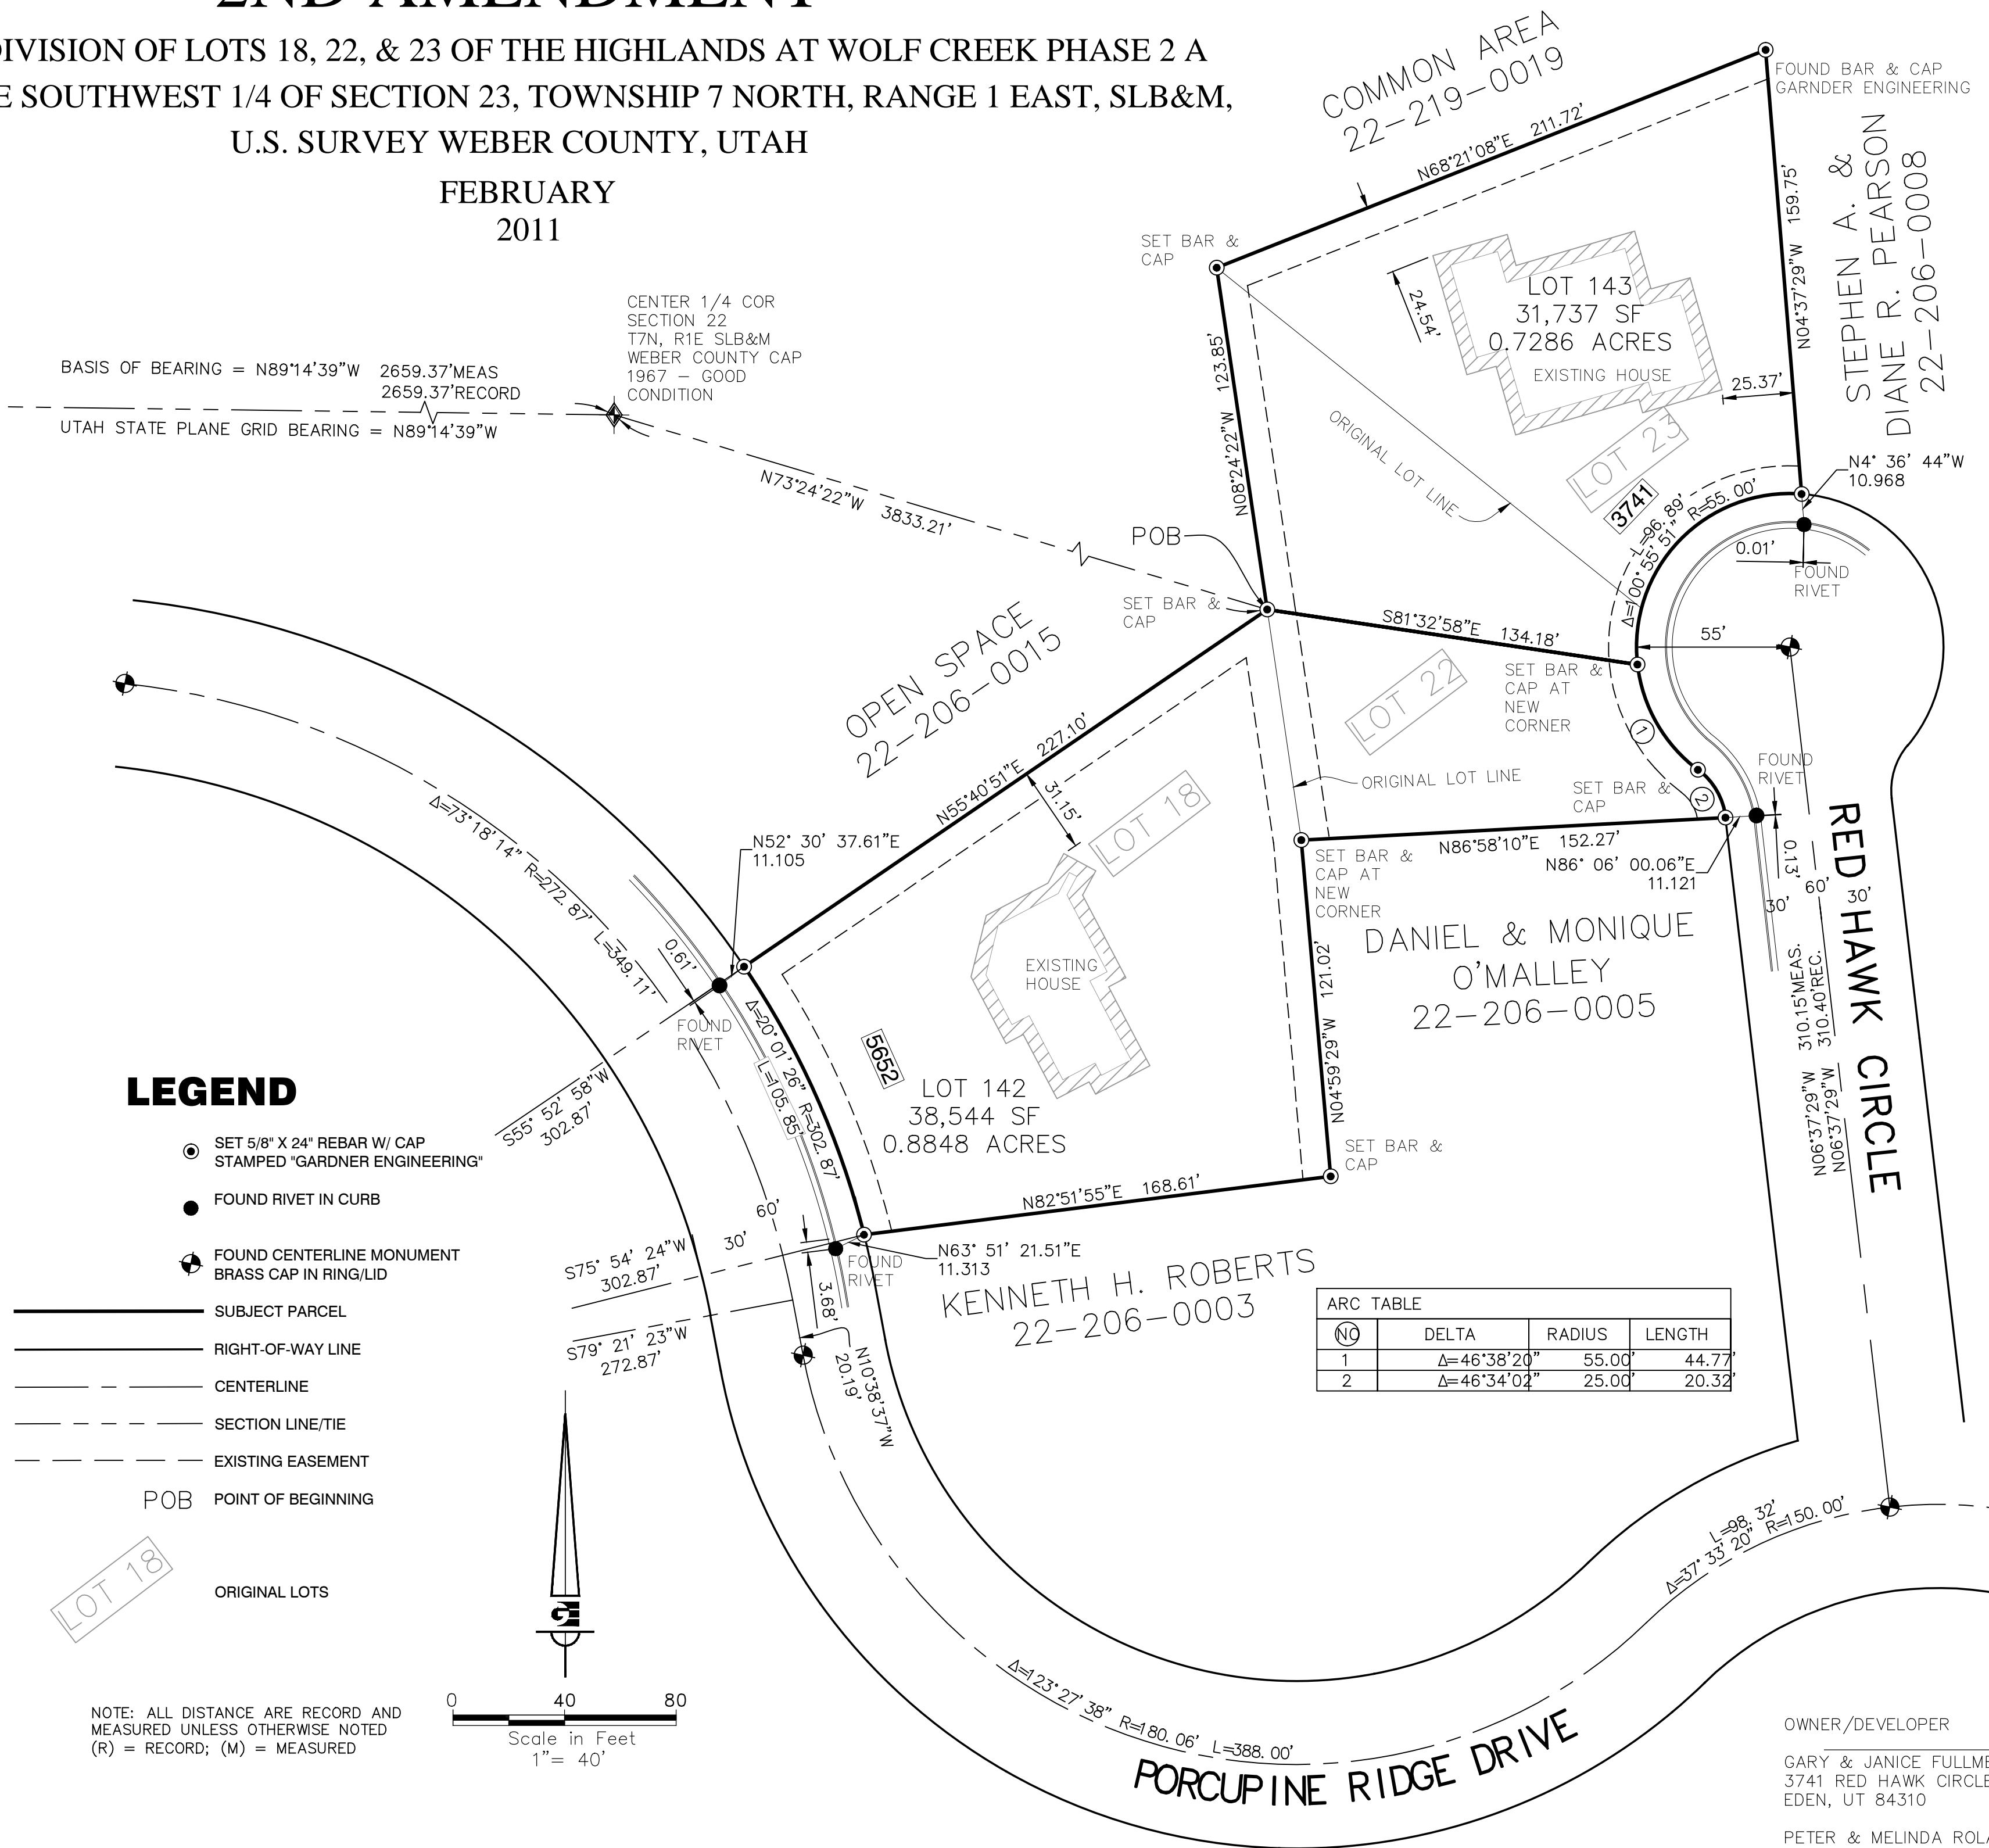 2ND AMENDMENT
DIVISION OF LOTS 18, 22, & 23 OF THE HIGHLANDS AT WOLF CREEK PHASE 2 A
E SOUTHWEST 1/4 OF SECTION 23, TOWNSHIP 7 NORTH, RANGE 1 EAST, SLB&M,
U.S. SURVEY WEBER COUNTY, UTAH
FEBRUARY
2011
COMMON AREA
22-219-0019
FOUND BAR & CAP
GARNDER ENGINEERING
N68°21'08"E 211.72'
STEPHEN A. &
DIANE R. PEARSON
22-206-0008
N04°37'29"W 159.75'
SET BAR &
CAP
LOT 143
31,737 SF
0.7286 ACRES
EXISTING HOUSE
24.54'
25.37'
CENTER 1/4 COR
SECTION 22
T7N, R1E SLB&M
WEBER COUNTY CAP
1967 – GOOD
CONDITION
BASIS OF BEARING = N89°14'39"W 2659.37'MEAS
2659.37'RECORD
UTAH STATE PLANE GRID BEARING = N89°14'39"W
N73°24'22"W 3833.21'
N08°24'22"W 123.85'
ORIGINAL LOT LINE
LOT 23
3741
N4° 36' 44"W
10.968
L=96.89' R=55.00'
Δ=100°55'51"
0.01'
FOUND
RIVET
POB
SET BAR &
CAP
S81°32'58"E 134.18'
55'
SET BAR &
CAP AT
NEW
CORNER
LOT 22
OPEN SPACE
22-206-0015
N55°40'51"E 227.10'
31.15'
LOT 18
ORIGINAL LOT LINE
1
2
SET BAR &
CAP
FOUND
RIVET
N86°58'10"E 152.27'
N86° 06' 00.06"E
11.121
0.13'
60'
30'
30'
RED HAWK CIRCLE
310.15'MEAS.
310.40'REC.
N06°37'29"W
N06°37'29"W
SET BAR &
CAP AT
NEW
CORNER
DANIEL & MONIQUE
O'MALLEY
22-206-0005
N04°59'29"W 121.02'
Δ=73°18'14" R=272.87' L=349.11'
N52° 30' 37.61"E
11.105
0.61'
FOUND
RIVET
EXISTING
HOUSE
5652
Δ=20°01'26" R=302.87'
L=105.85'
LOT 142
38,544 SF
0.8848 ACRES
S55° 52' 58"W
302.87'
SET BAR &
CAP
N82°51'55"E 168.61'
60'
30'
S75° 54' 24"W
302.87'
S79° 21' 23"W
272.87'
FOUND
RIVET
N63° 51' 21.51"E
11.313
3.68'
N10°38'37"W
20.19'
KENNETH H. ROBERTS
22-206-0003
LEGEND
SET 5/8" X 24" REBAR W/ CAP
STAMPED "GARDNER ENGINEERING"
FOUND RIVET IN CURB
FOUND CENTERLINE MONUMENT
BRASS CAP IN RING/LID
SUBJECT PARCEL
RIGHT-OF-WAY LINE
CENTERLINE
SECTION LINE/TIE
EXISTING EASEMENT
POB POINT OF BEGINNING
LOT 18 ORIGINAL LOTS
ARC TABLE
NO DELTA RADIUS LENGTH
1 Δ=46°38'20" 55.00' 44.77'
2 Δ=46°34'02" 25.00' 20.32'
GE
L=98.32'
Δ=37°33'20" R=150.00'
Δ=123°27'38" R=180.06' L=388.00'
PORCUPINE RIDGE DRIVE
NOTE: ALL DISTANCE ARE RECORD AND
MEASURED UNLESS OTHERWISE NOTED
(R) = RECORD; (M) = MEASURED
0 40 80
Scale in Feet
1"= 40'
OWNER/DEVELOPER
GARY & JANICE FULLME
3741 RED HAWK CIRCLE
EDEN, UT 84310
PETER & MELINDA ROLA